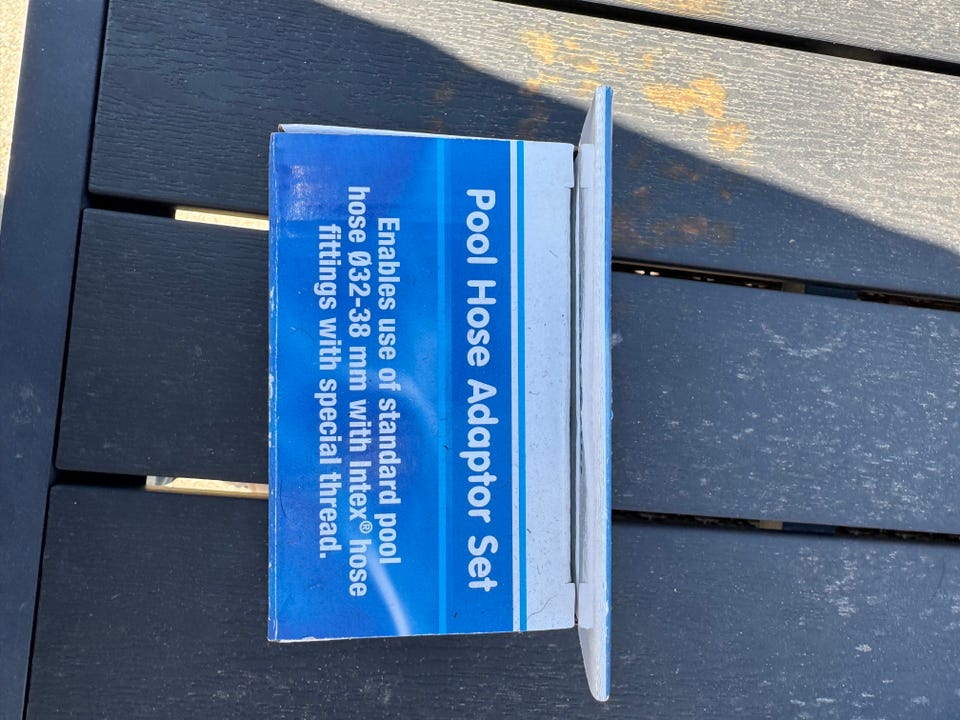 Pool Hose Adaptor Set
Enables use of standard pool
hose Ø32-38 mm with Intex® hose
fittings with special thread.